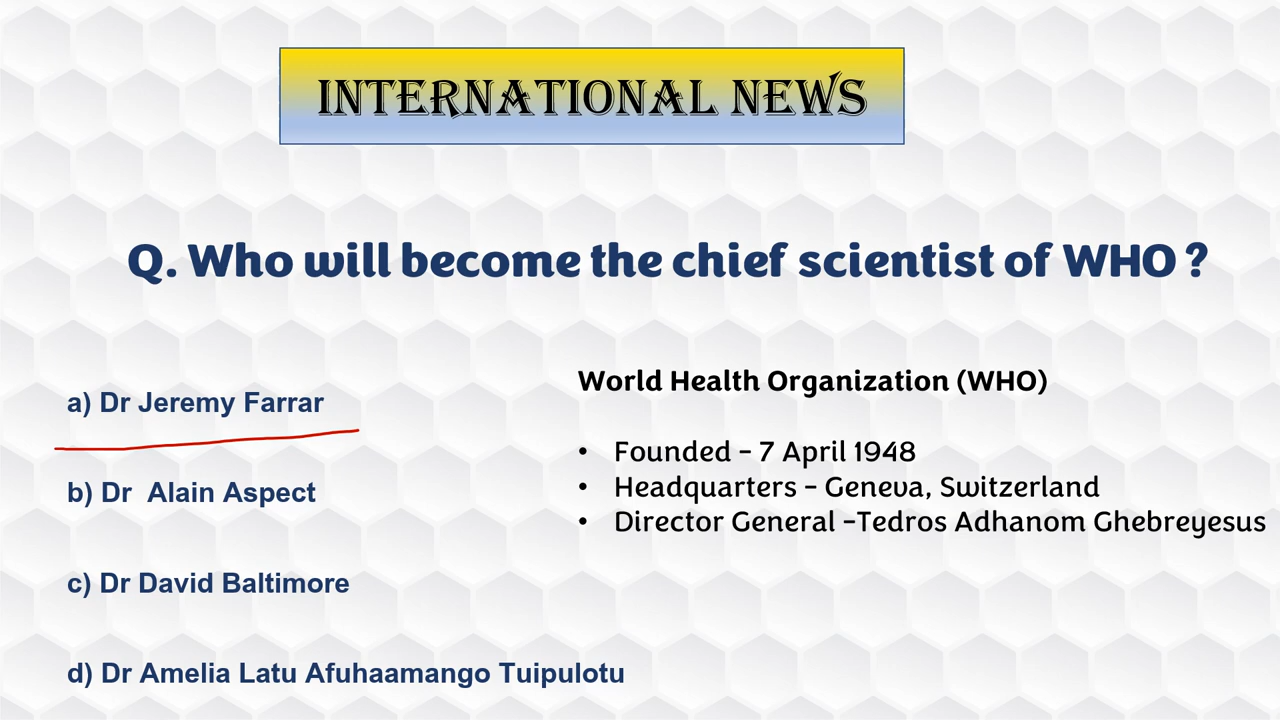 INTERNATIONAL NEWS
Q. Who will become the chief scientist of WHO ?
a) Dr Jeremy Farrar
b) Dr  Alain Aspect
c) Dr David Baltimore
d) Dr Amelia Latu Afuhaamango Tuipulotu
World Health Organization (WHO)
• Founded – 7 April 1948
• Headquarters – Geneva, Switzerland
• Director General –Tedros Adhanom Ghebreyesus